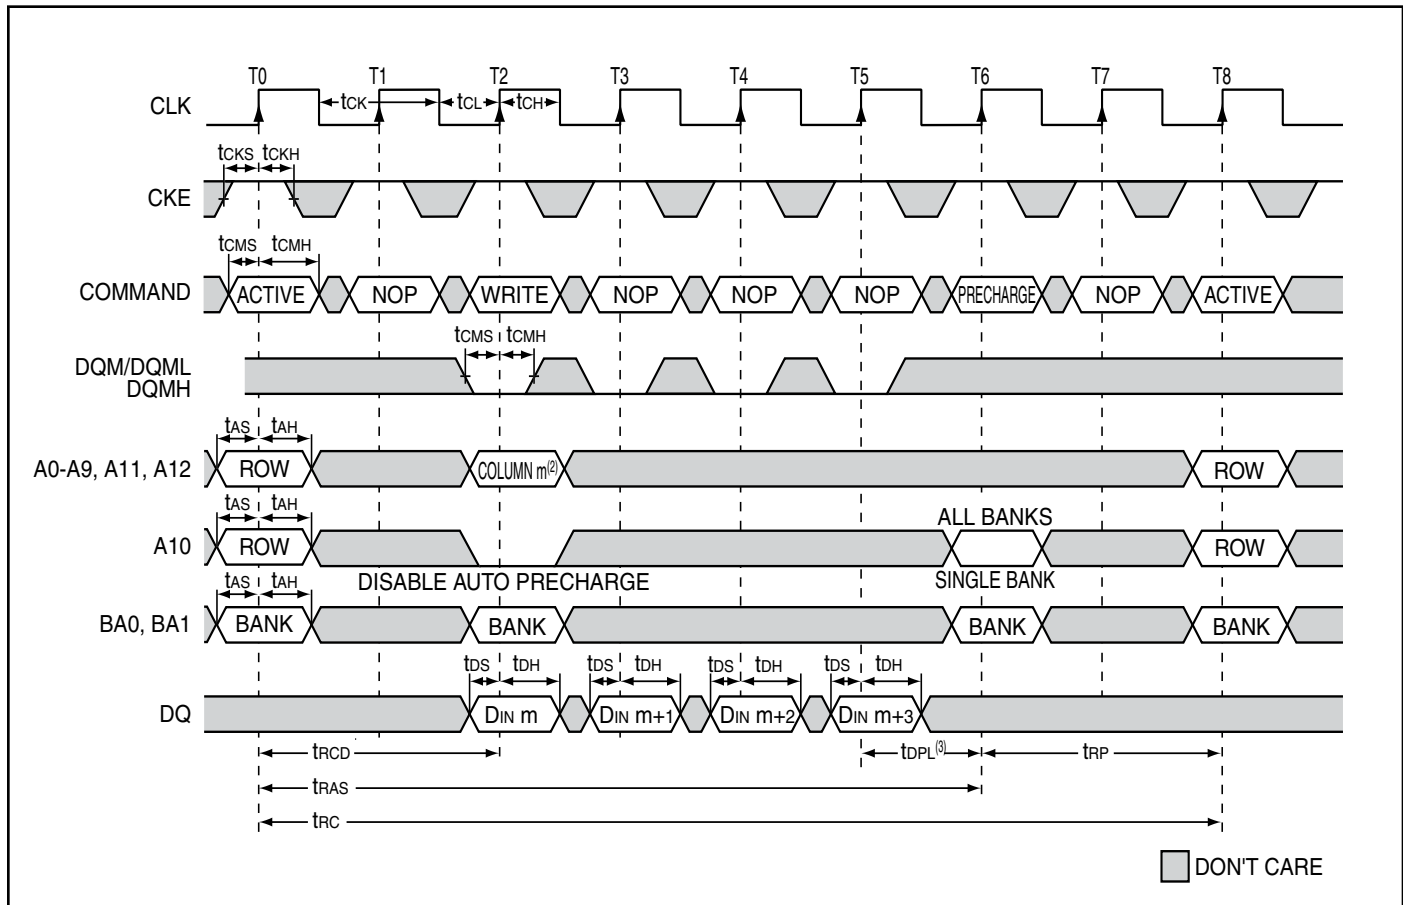 T0 T1 T2 T3 T4 T5 T6 T7 T8
CLK tCK tCL tCH
tCKS tCKH
CKE
tCMS tCMH
COMMAND ACTIVE NOP WRITE NOP NOP NOP PRECHARGE NOP ACTIVE
tCMS tCMH
DQM/DQML
DQMH
tAS tAH
A0-A9, A11, A12 ROW COLUMN m(2) ROW
tAS tAH ALL BANKS
A10 ROW ROW
DISABLE AUTO PRECHARGE SINGLE BANK
tAS tAH
BA0, BA1 BANK BANK BANK BANK
tDS tDH tDS tDH tDS tDH tDS tDH
DQ DIN m DIN m+1 DIN m+2 DIN m+3
tRCD tDPL(3) tRP
tRAS
tRC
DON'T CARE